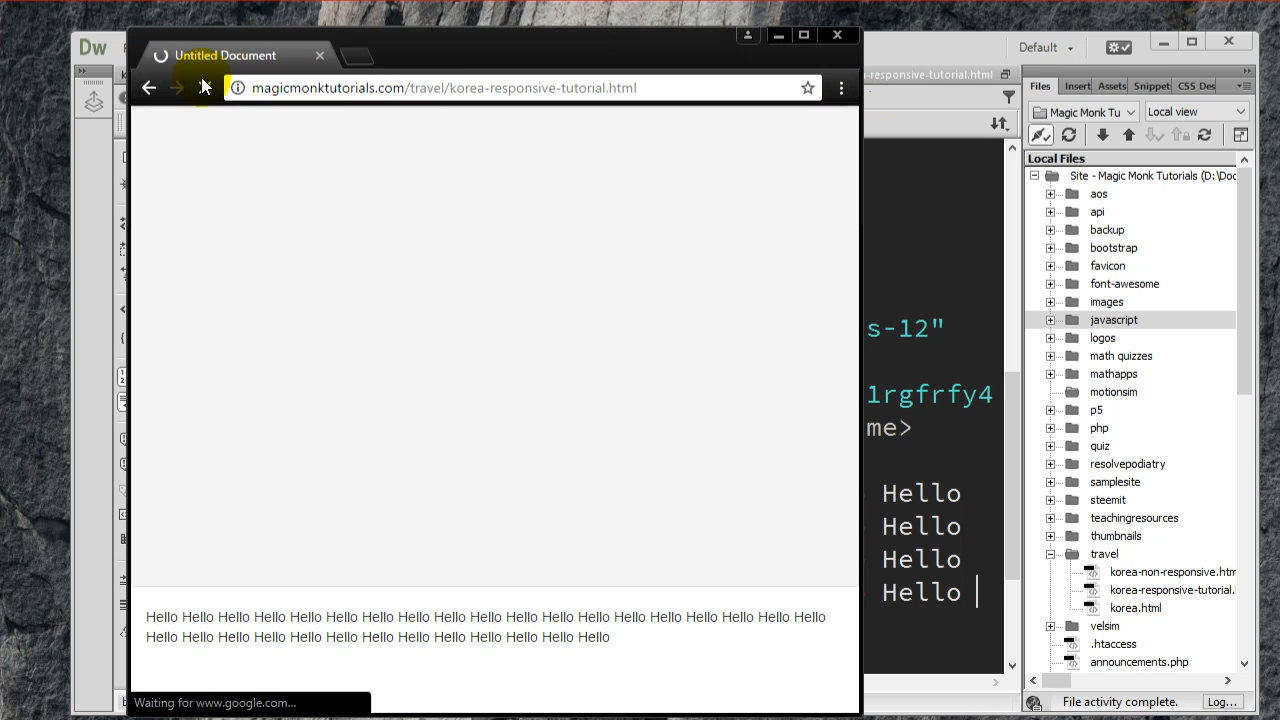 Dw
Untitled Document
Default
magicmonktutorials.com/travel/korea-responsive-tutorial.html
-responsive-tutorial.html
Files
Insert
Assets
Snippet
CSS Des
Magic Monk Tu
Local view
Local Files
Site - Magic Monk Tutorials (D:\Doc
aos
api
backup
bootstrap
favicon
font-awesome
images
javascript
logos
math quizzes
mathapps
motionsim
p5
php
quiz
resolvepodiatry
samplesite
steemit
teachingresources
thumbnails
travel
korea-non-responsive.htm
korea-responsive-tutorial.
korea.html
velsim
.htaccess
announcements.php
s-12"
lrgfrfy4
me>
Hello
Hello
Hello
Hello
Hello Hello Hello Hello Hello Hello Hello Hello Hello Hello Hello Hello Hello Hello Hello Hello Hello Hello Hello
Hello Hello Hello Hello Hello Hello Hello Hello Hello Hello Hello Hello Hello
Waiting for www.google.com...
File activity complete.
Log...